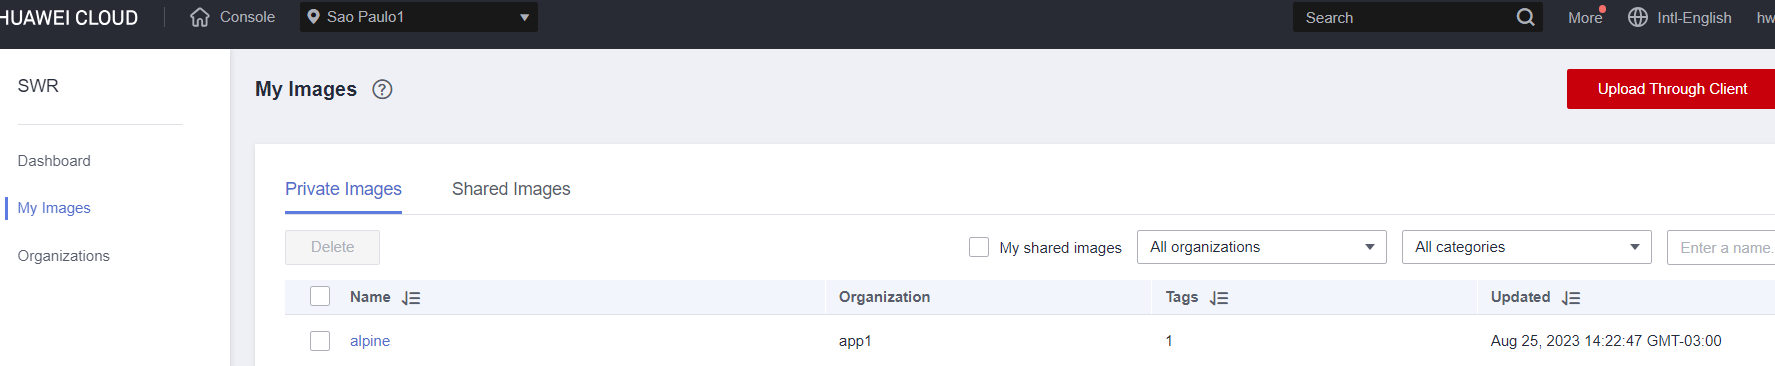 HUAWEI CLOUD Console Sao Paulo1 Search More Intl-English hw
SWR
My Images ?
Upload Through Client
Dashboard
My Images
Organizations
Private Images Shared Images
Delete My shared images All organizations All categories Enter a name.
Name Organization Tags Updated
alpine app1 1 Aug 25, 2023 14:22:47 GMT-03:00